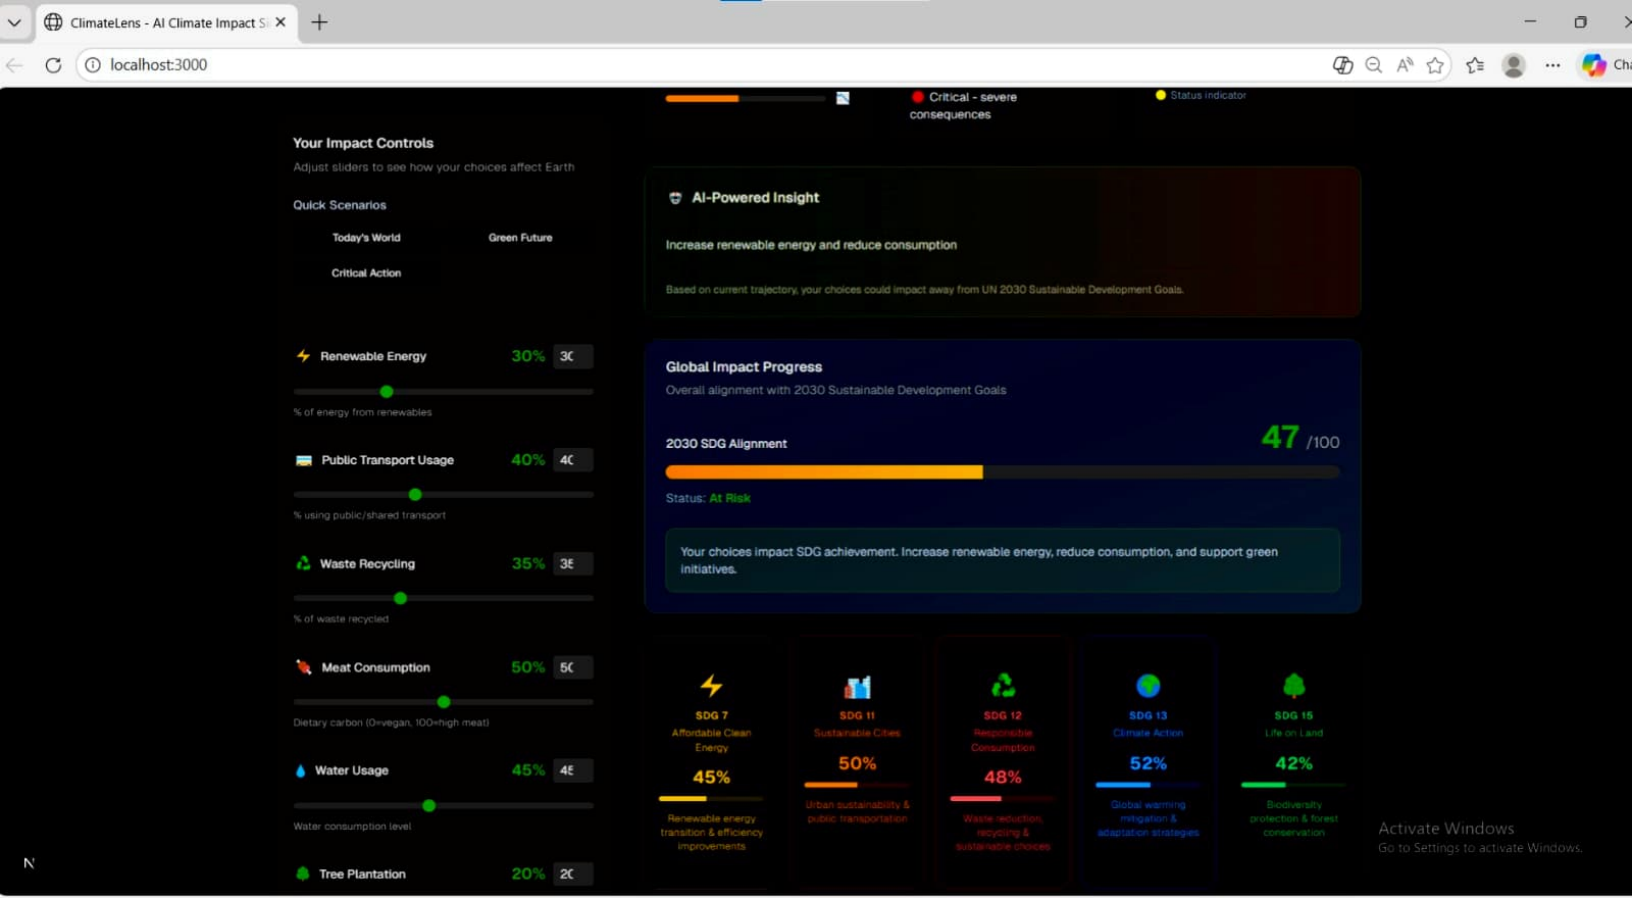 ClimateLens - AI Climate Impact Si
localhost:3000
Cha
Critical - severe
consequences
Status indicator
Your Impact Controls
Adjust sliders to see how your choices affect Earth
Quick Scenarios
Today's World
Green Future
Critical Action
Renewable Energy
30%
30
% of energy from renewables
Public Transport Usage
40%
40
% using public/shared transport
Waste Recycling
35%
35
% of waste recycled
Meat Consumption
50%
50
Dietary carbon (0=vegan, 100=high meat)
Water Usage
45%
45
Water consumption level
Tree Plantation
20%
20
N
AI-Powered Insight
Increase renewable energy and reduce consumption
Based on current trajectory, your choices could impact away from UN 2030 Sustainable Development Goals.
Global Impact Progress
Overall alignment with 2030 Sustainable Development Goals
2030 SDG Alignment
47 /100
Status: At Risk
Your choices impact SDG achievement. Increase renewable energy, reduce consumption, and support green
initiatives.
SDG 7
Affordable Clean
Energy
45%
Renewable energy
transition & efficiency
improvements
SDG 11
Sustainable Cities
50%
Urban sustainability &
public transportation
SDG 12
Responsible
Consumption
48%
Waste reduction,
recycling &
sustainable choices
SDG 13
Climate Action
52%
Global warming
mitigation &
adaptation strategies
SDG 15
Life on Land
42%
Biodiversity
protection & forest
conservation
Activate Windows
Go to Settings to activate Windows.